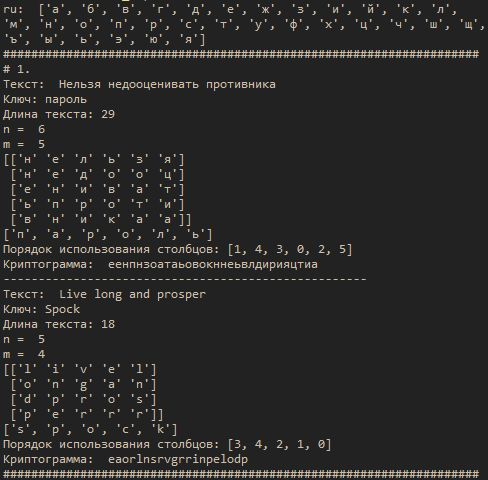 ru:  ['а', 'б', 'в', 'г', 'д', 'е', 'ж', 'з', 'и', 'й', 'к', 'л',
'м', 'н', 'о', 'п', 'р', 'с', 'т', 'у', 'ф', 'х', 'ц', 'ч', 'ш', 'щ',
'ъ', 'ы', 'ь', 'э', 'ю', 'я']
####################################################################
# 1.
Текст:  Нельзя недооценивать противника
Ключ: пароль
Длина текста: 29
n =  6
m =  5
[['н' 'е' 'л' 'ь' 'з' 'я']
 ['н' 'е' 'д' 'о' 'о' 'ц']
 ['е' 'н' 'и' 'в' 'а' 'т']
 ['ь' 'п' 'р' 'о' 'т' 'и']
 ['в' 'н' 'и' 'к' 'а' 'а']]
['п', 'а', 'р', 'о', 'л', 'ь']
Порядок использования столбцов: [1, 4, 3, 0, 2, 5]
Криптограмма:  еенпнзоатаьовокннеьвлдирияцтиа
----------------------------------------------------
Текст:  Live long and prosper
Ключ: Spock
Длина текста: 18
n =  5
m =  4
[['l' 'i' 'v' 'e' 'l']
 ['o' 'n' 'g' 'a' 'n']
 ['d' 'p' 'r' 'o' 's']
 ['p' 'e' 'r' 'r' 'r']]
['s', 'p', 'o', 'c', 'k']
Порядок использования столбцов: [3, 4, 2, 1, 0]
Криптограмма:  eaorlnsrvgrrinpelodp
####################################################################